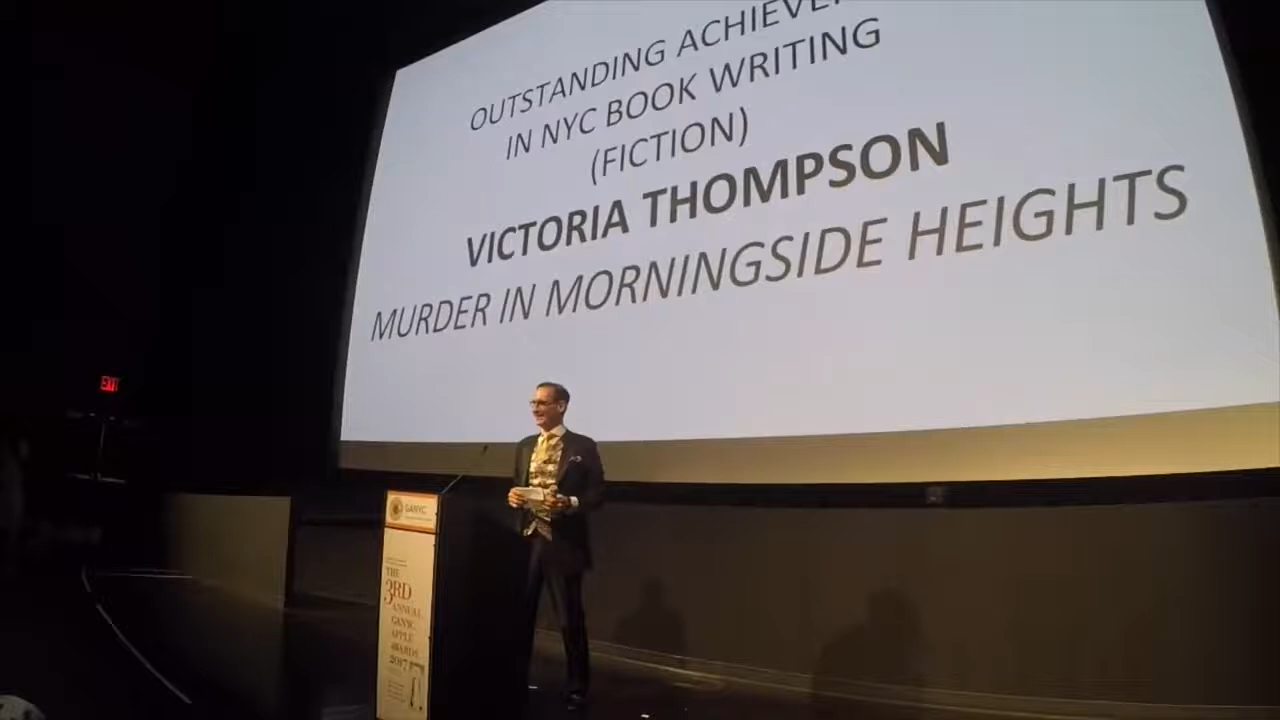 OUTSTANDING ACHIEVE
IN NYC BOOK WRITING
(FICTION)
VICTORIA THOMPSON
MURDER IN MORNINGSIDE HEIGHTS
EXIT
GANYC
THE
3RD
ANNUAL
GANYC
APPLE
AWARDS
2017